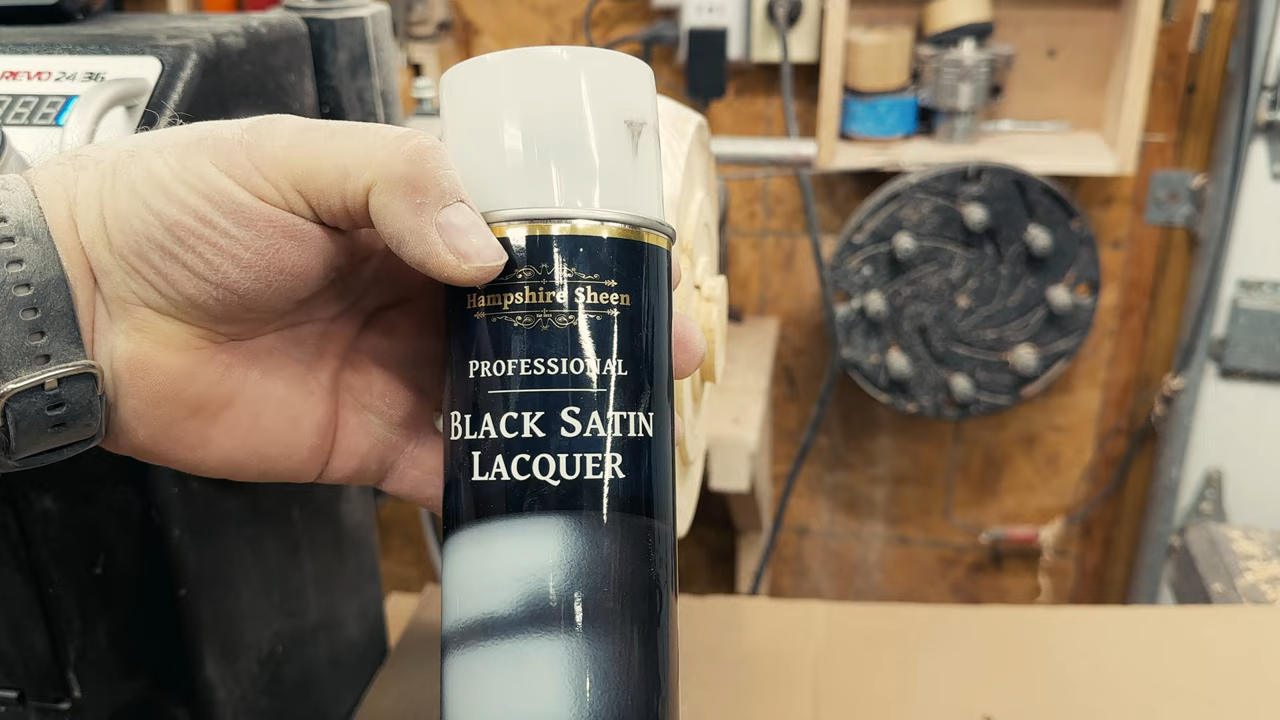 REVO 24 36
Hampshire Sheen
PROFESSIONAL
BLACK SATIN
LACQUER